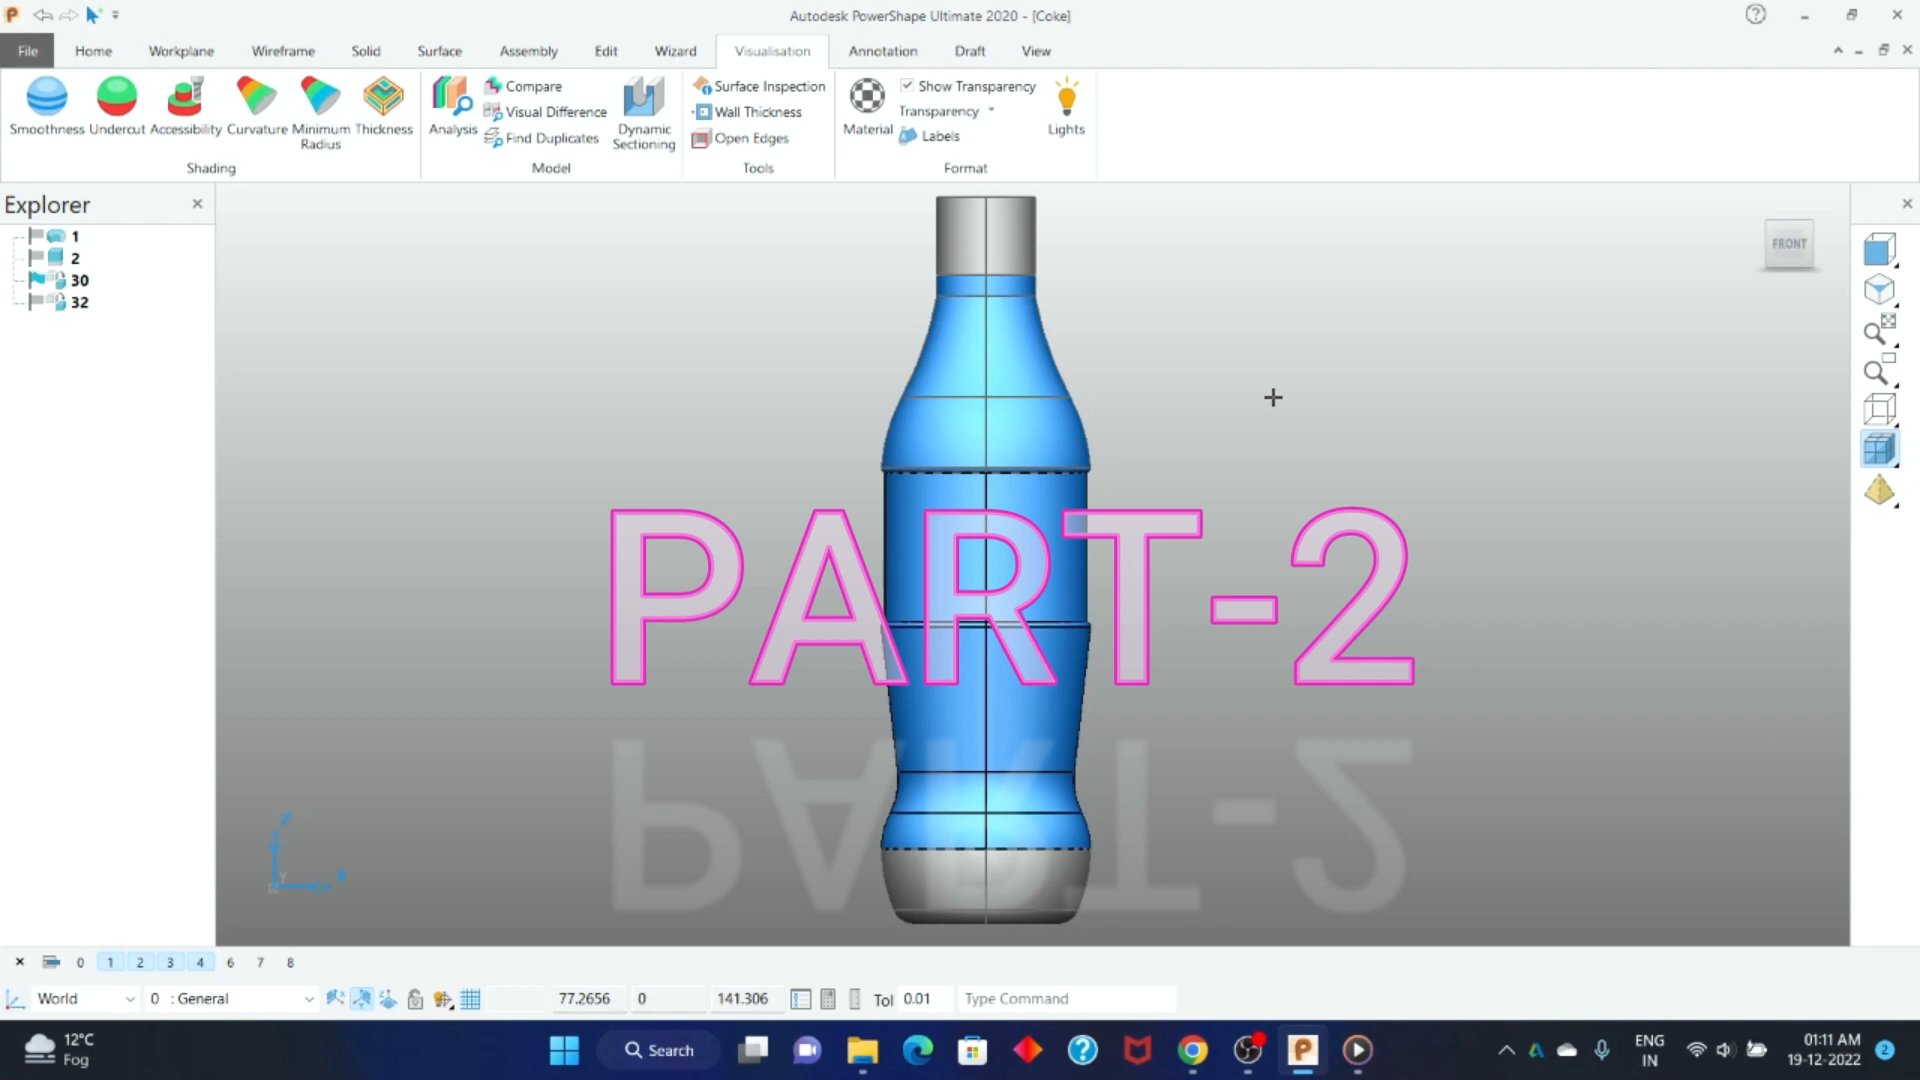 Autodesk PowerShape Ultimate 2020 - [Coke]
File Home Workplane Wireframe Solid Surface Assembly Edit Wizard Visualisation Annotation Draft View
Smoothness Undercut Accessibility Curvature Minimum Radius Thickness
Shading
Analysis
Compare
Visual Difference
Find Duplicates
Dynamic Sectioning
Model
Surface Inspection
Wall Thickness
Open Edges
Tools
Material
Show Transparency
Transparency
Labels
Lights
Format
Explorer
1
2
30
32
FRONT
PART-2
Z
Y
X
0 1 2 3 4 6 7 8
World 0 : General 77.2656 0 141.306 Tol 0.01 Type Command
12°C
Fog
Search
ENG
IN
01:11 AM
19-12-2022
2